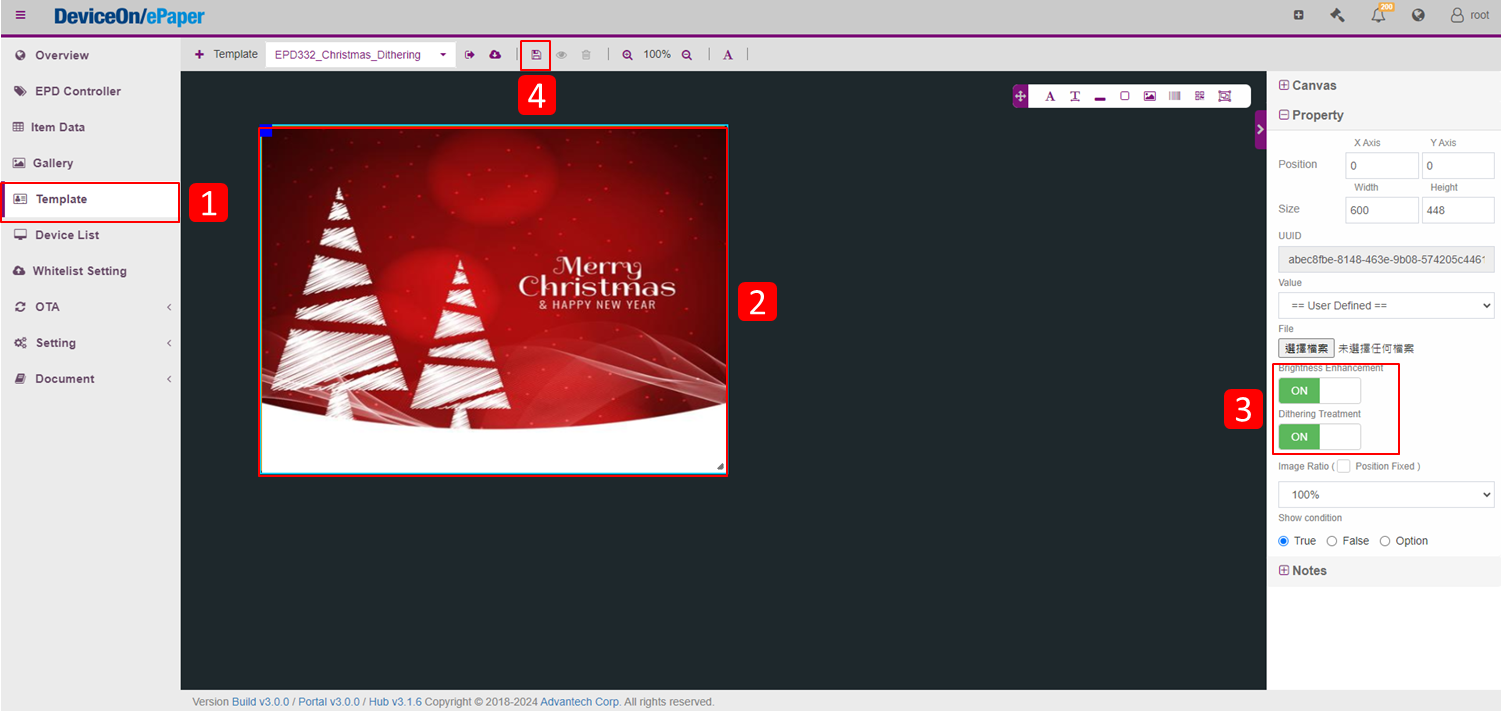 DeviceOn/ePaper
200
root
Overview
EPD Controller
Item Data
Gallery
Template
Device List
Whitelist Setting
OTA
Setting
Document
1
Template EPD332_Christmas_Dithering 100% A
4
A T
Merry
Christmas
& HAPPY NEW YEAR
2
Canvas
Property
X Axis Y Axis
Position 0 0
Width Height
Size 600 448
UUID
abec8fbe-8148-463e-9b08-574205c4461
Value
== User Defined ==
File
選擇檔案 未選擇任何檔案
Brightness Enhancement
ON
Dithering Treatment
ON
3
Image Ratio ( Position Fixed )
100%
Show condition
True False Option
Notes
Version Build v3.0.0 / Portal v3.0.0 / Hub v3.1.6 Copyright © 2018-2024 Advantech Corp. All rights reserved.